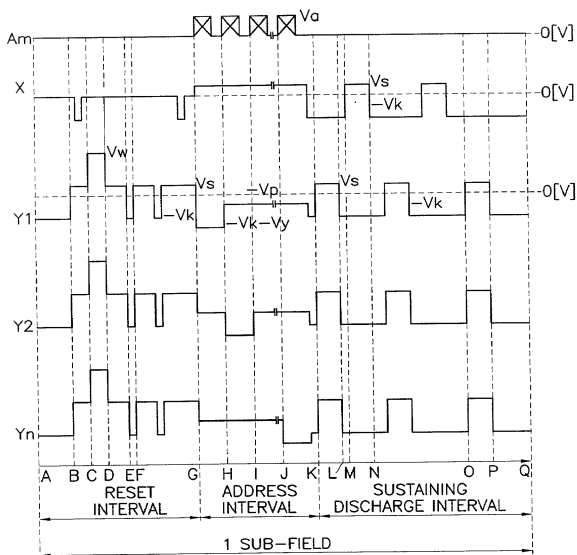 Am
Va
-0[V]
X
Vs
-Vk
-0[V]
Vw
Y1
Vs
-Vk
-Vp
-Vk-Vy
Vs
-Vk
-0[V]
Y2
Yn
A B C D E F G H I J K L M N O P Q
RESET INTERVAL
ADDRESS INTERVAL
SUSTAINING DISCHARGE INTERVAL
1 SUB-FIELD